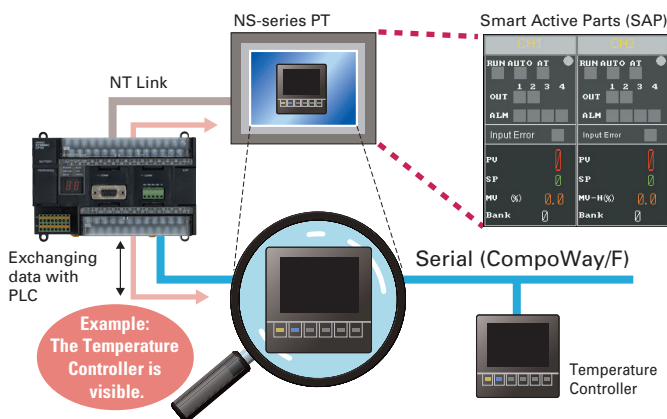 NS-series PT
Smart Active Parts (SAP)
NT Link
CH1
CH2
RUN AUTO AT
RUN AUTO AT
1 2 3 4
1 2 3 4
OUT
OUT
ALM
ALM
Input Error
Input Error
PV 0
PV 0
SP 0
SP 0
MV (%) 0.0
MV-H(%) 0.0
Bank 0
Bank 0
Exchanging
data with
PLC
Serial (CompoWay/F)
Example:
The Temperature
Controller is
visible.
Temperature
Controller